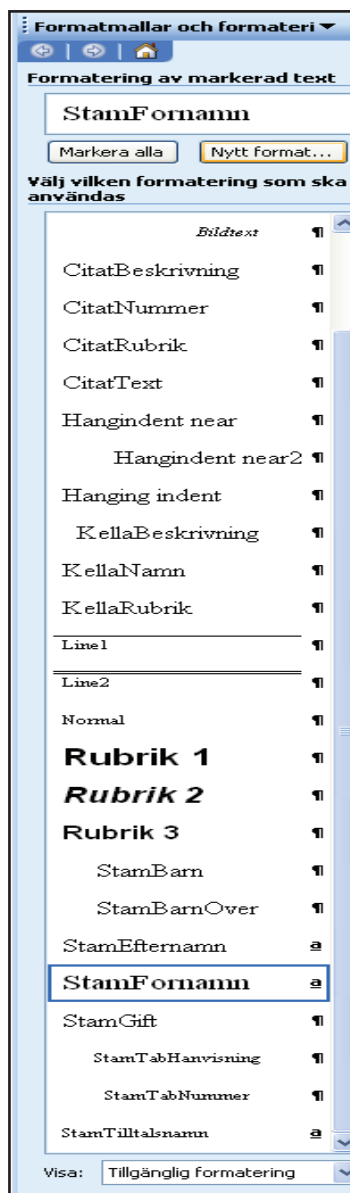 Formatmallar och formateri
Formatering av markerad text
StamFornamn
Markera alla Nytt format...
Välj vilken formatering som ska
användas
Bildtext ¶
CitatBeskrivning ¶
CitatNummer ¶
CitatRubrik ¶
CitatText ¶
Hangindent near ¶
Hangindent near2 ¶
Hanging indent ¶
KellaBeskrivning ¶
KellaNamn ¶
KellaRubrik ¶
Line1 ¶
Line2 ¶
Normal ¶
Rubrik 1 ¶
Rubrik 2 ¶
Rubrik 3 ¶
StamBarn ¶
StamBarnOver ¶
StamEfternamn a
StamFornamn a
StamGift ¶
StamTabHanvisning ¶
StamTabNummer ¶
StamTilltalsnamn a
Visa: Tillgänglig formatering